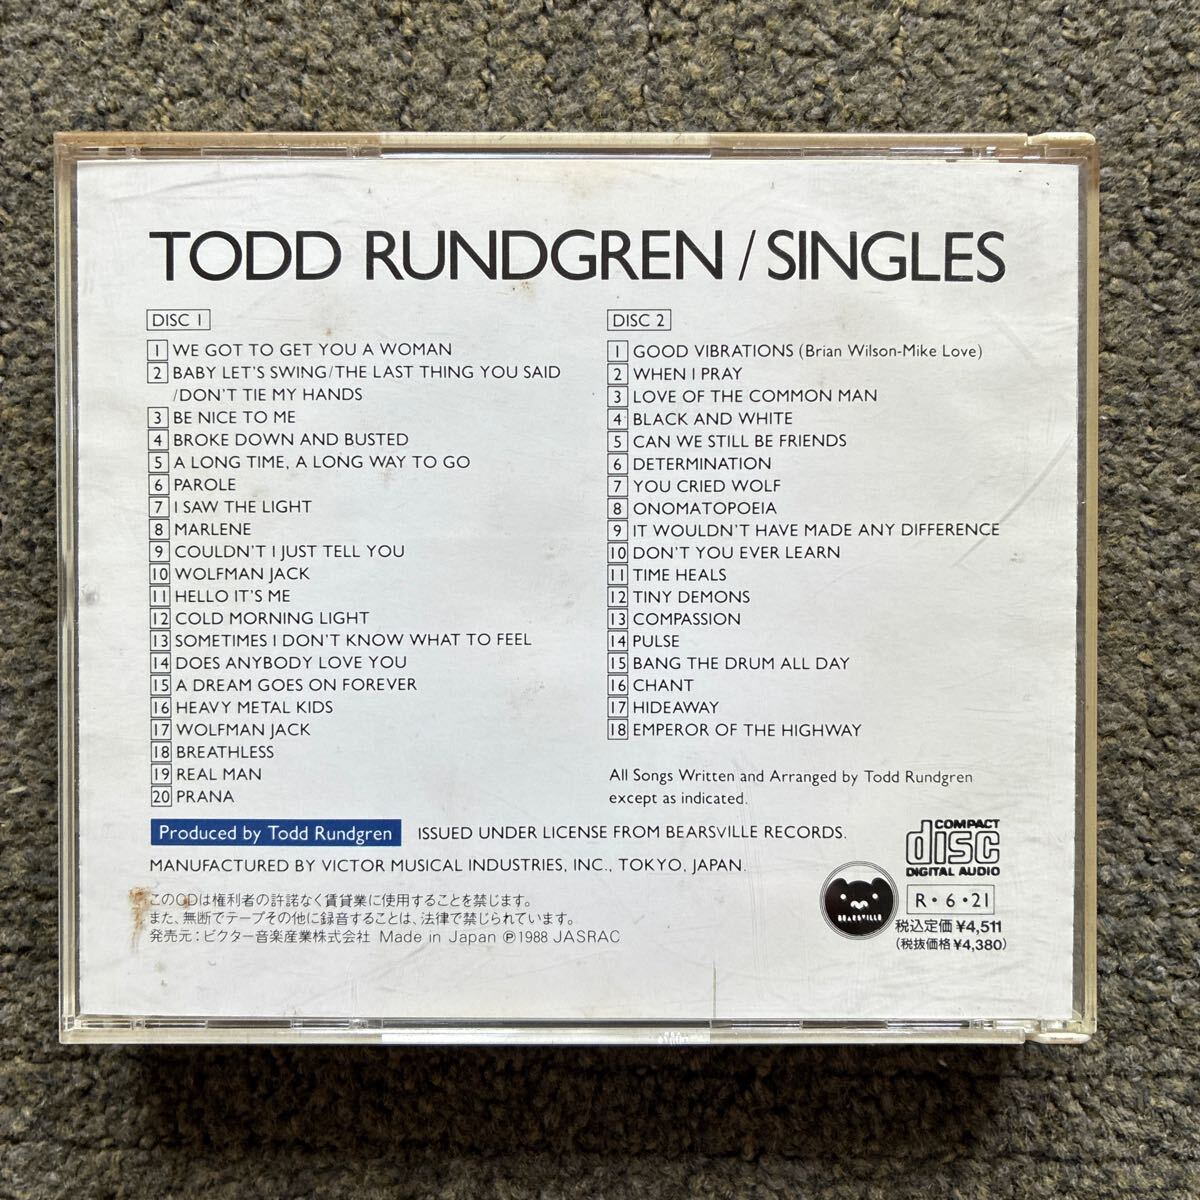 TODD RUNDGREN / SINGLES
DISC 1
1 WE GOT TO GET YOU A WOMAN
2 BABY LET'S SWING/THE LAST THING YOU SAID
/DON'T TIE MY HANDS
3 BE NICE TO ME
4 BROKE DOWN AND BUSTED
5 A LONG TIME, A LONG WAY TO GO
6 PAROLE
7 I SAW THE LIGHT
8 MARLENE
9 COULDN'T I JUST TELL YOU
10 WOLFMAN JACK
11 HELLO IT'S ME
12 COLD MORNING LIGHT
13 SOMETIMES I DON'T KNOW WHAT TO FEEL
14 DOES ANYBODY LOVE YOU
15 A DREAM GOES ON FOREVER
16 HEAVY METAL KIDS
17 WOLFMAN JACK
18 BREATHLESS
19 REAL MAN
20 PRANA
DISC 2
1 GOOD VIBRATIONS (Brian Wilson-Mike Love)
2 WHEN I PRAY
3 LOVE OF THE COMMON MAN
4 BLACK AND WHITE
5 CAN WE STILL BE FRIENDS
6 DETERMINATION
7 YOU CRIED WOLF
8 ONOMATOPOEIA
9 IT WOULDN'T HAVE MADE ANY DIFFERENCE
10 DON'T YOU EVER LEARN
11 TIME HEALS
12 TINY DEMONS
13 COMPASSION
14 PULSE
15 BANG THE DRUM ALL DAY
16 CHANT
17 HIDEAWAY
18 EMPEROR OF THE HIGHWAY
All Songs Written and Arranged by Todd Rundgren
except as indicated.
Produced by Todd Rundgren ISSUED UNDER LICENSE FROM BEARSVILLE RECORDS.
MANUFACTURED BY VICTOR MUSICAL INDUSTRIES, INC., TOKYO, JAPAN.
このCDは権利者の許諾なく賃貸業に使用することを禁じます。
また、無断でテープその他に録音することは、法律で禁じられています。
発売元:ビクター音楽産業株式会社 Made in Japan ℗1988 JASRAC
BEARSVILLE
COMPACT
disc
DIGITAL AUDIO
R・6・21
税込定価 ¥4,511
(税抜価格 ¥4,380)